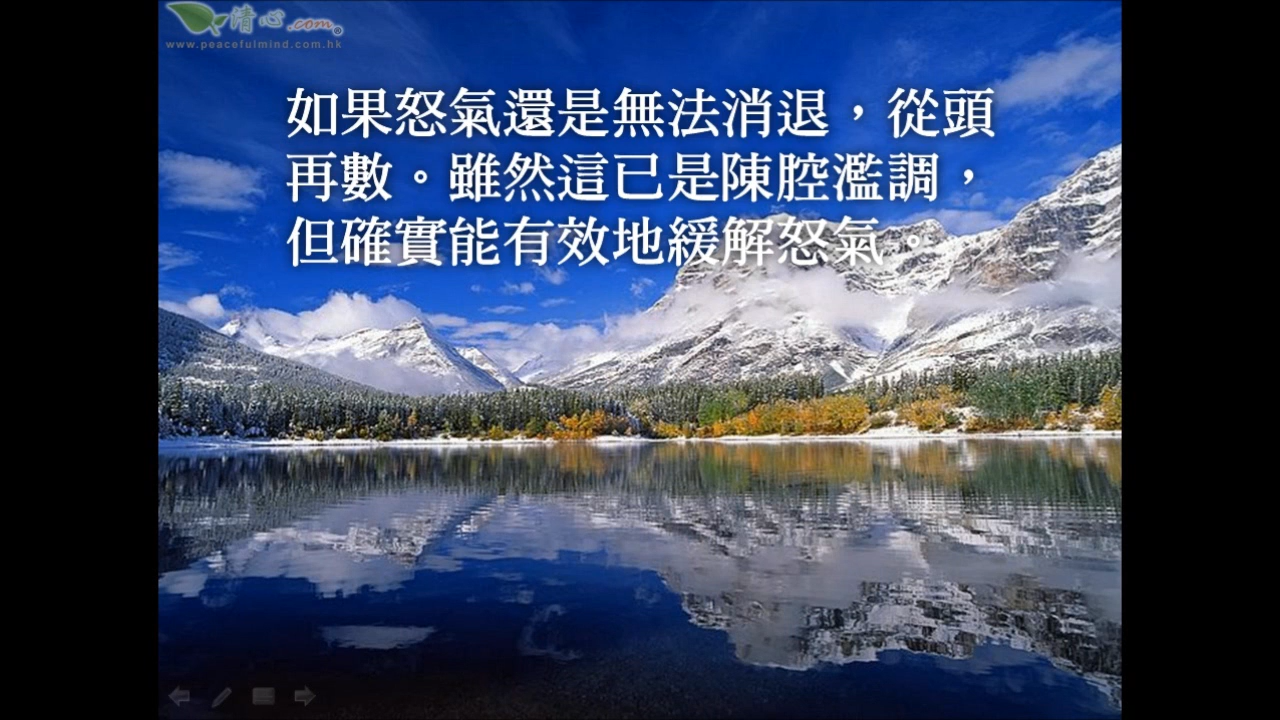 清心.com
www.peacefulmind.com.hk
如果怒氣還是無法消退，從頭
再數。雖然這已是陳腔濫調，
但確實能有效地緩解怒氣。